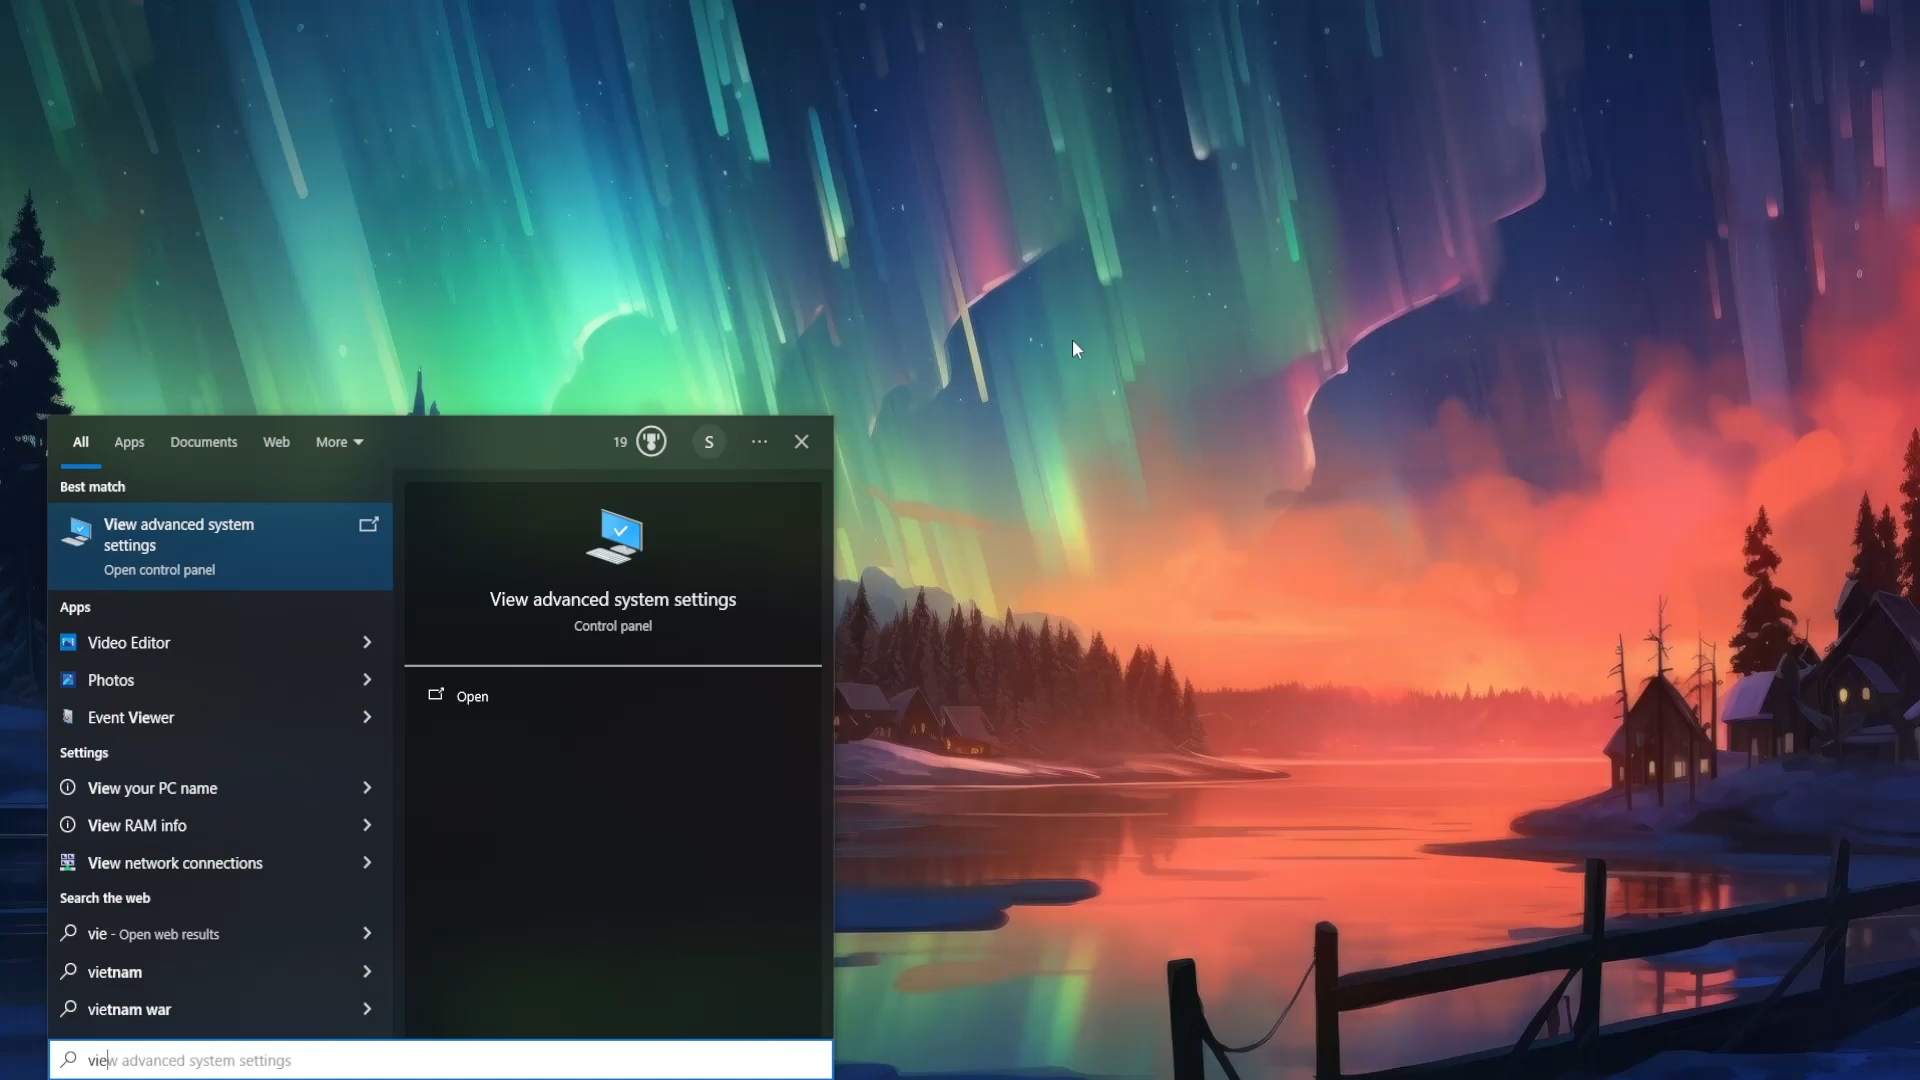 All Apps Documents Web More 19 S ...
Best match
View advanced system
settings
Open control panel
Apps
Video Editor
Photos
Event Viewer
Settings
View your PC name
View RAM info
View network connections
Search the web
vie - Open web results
vietnam
vietnam war
View advanced system settings
Control panel
Open
view advanced system settings